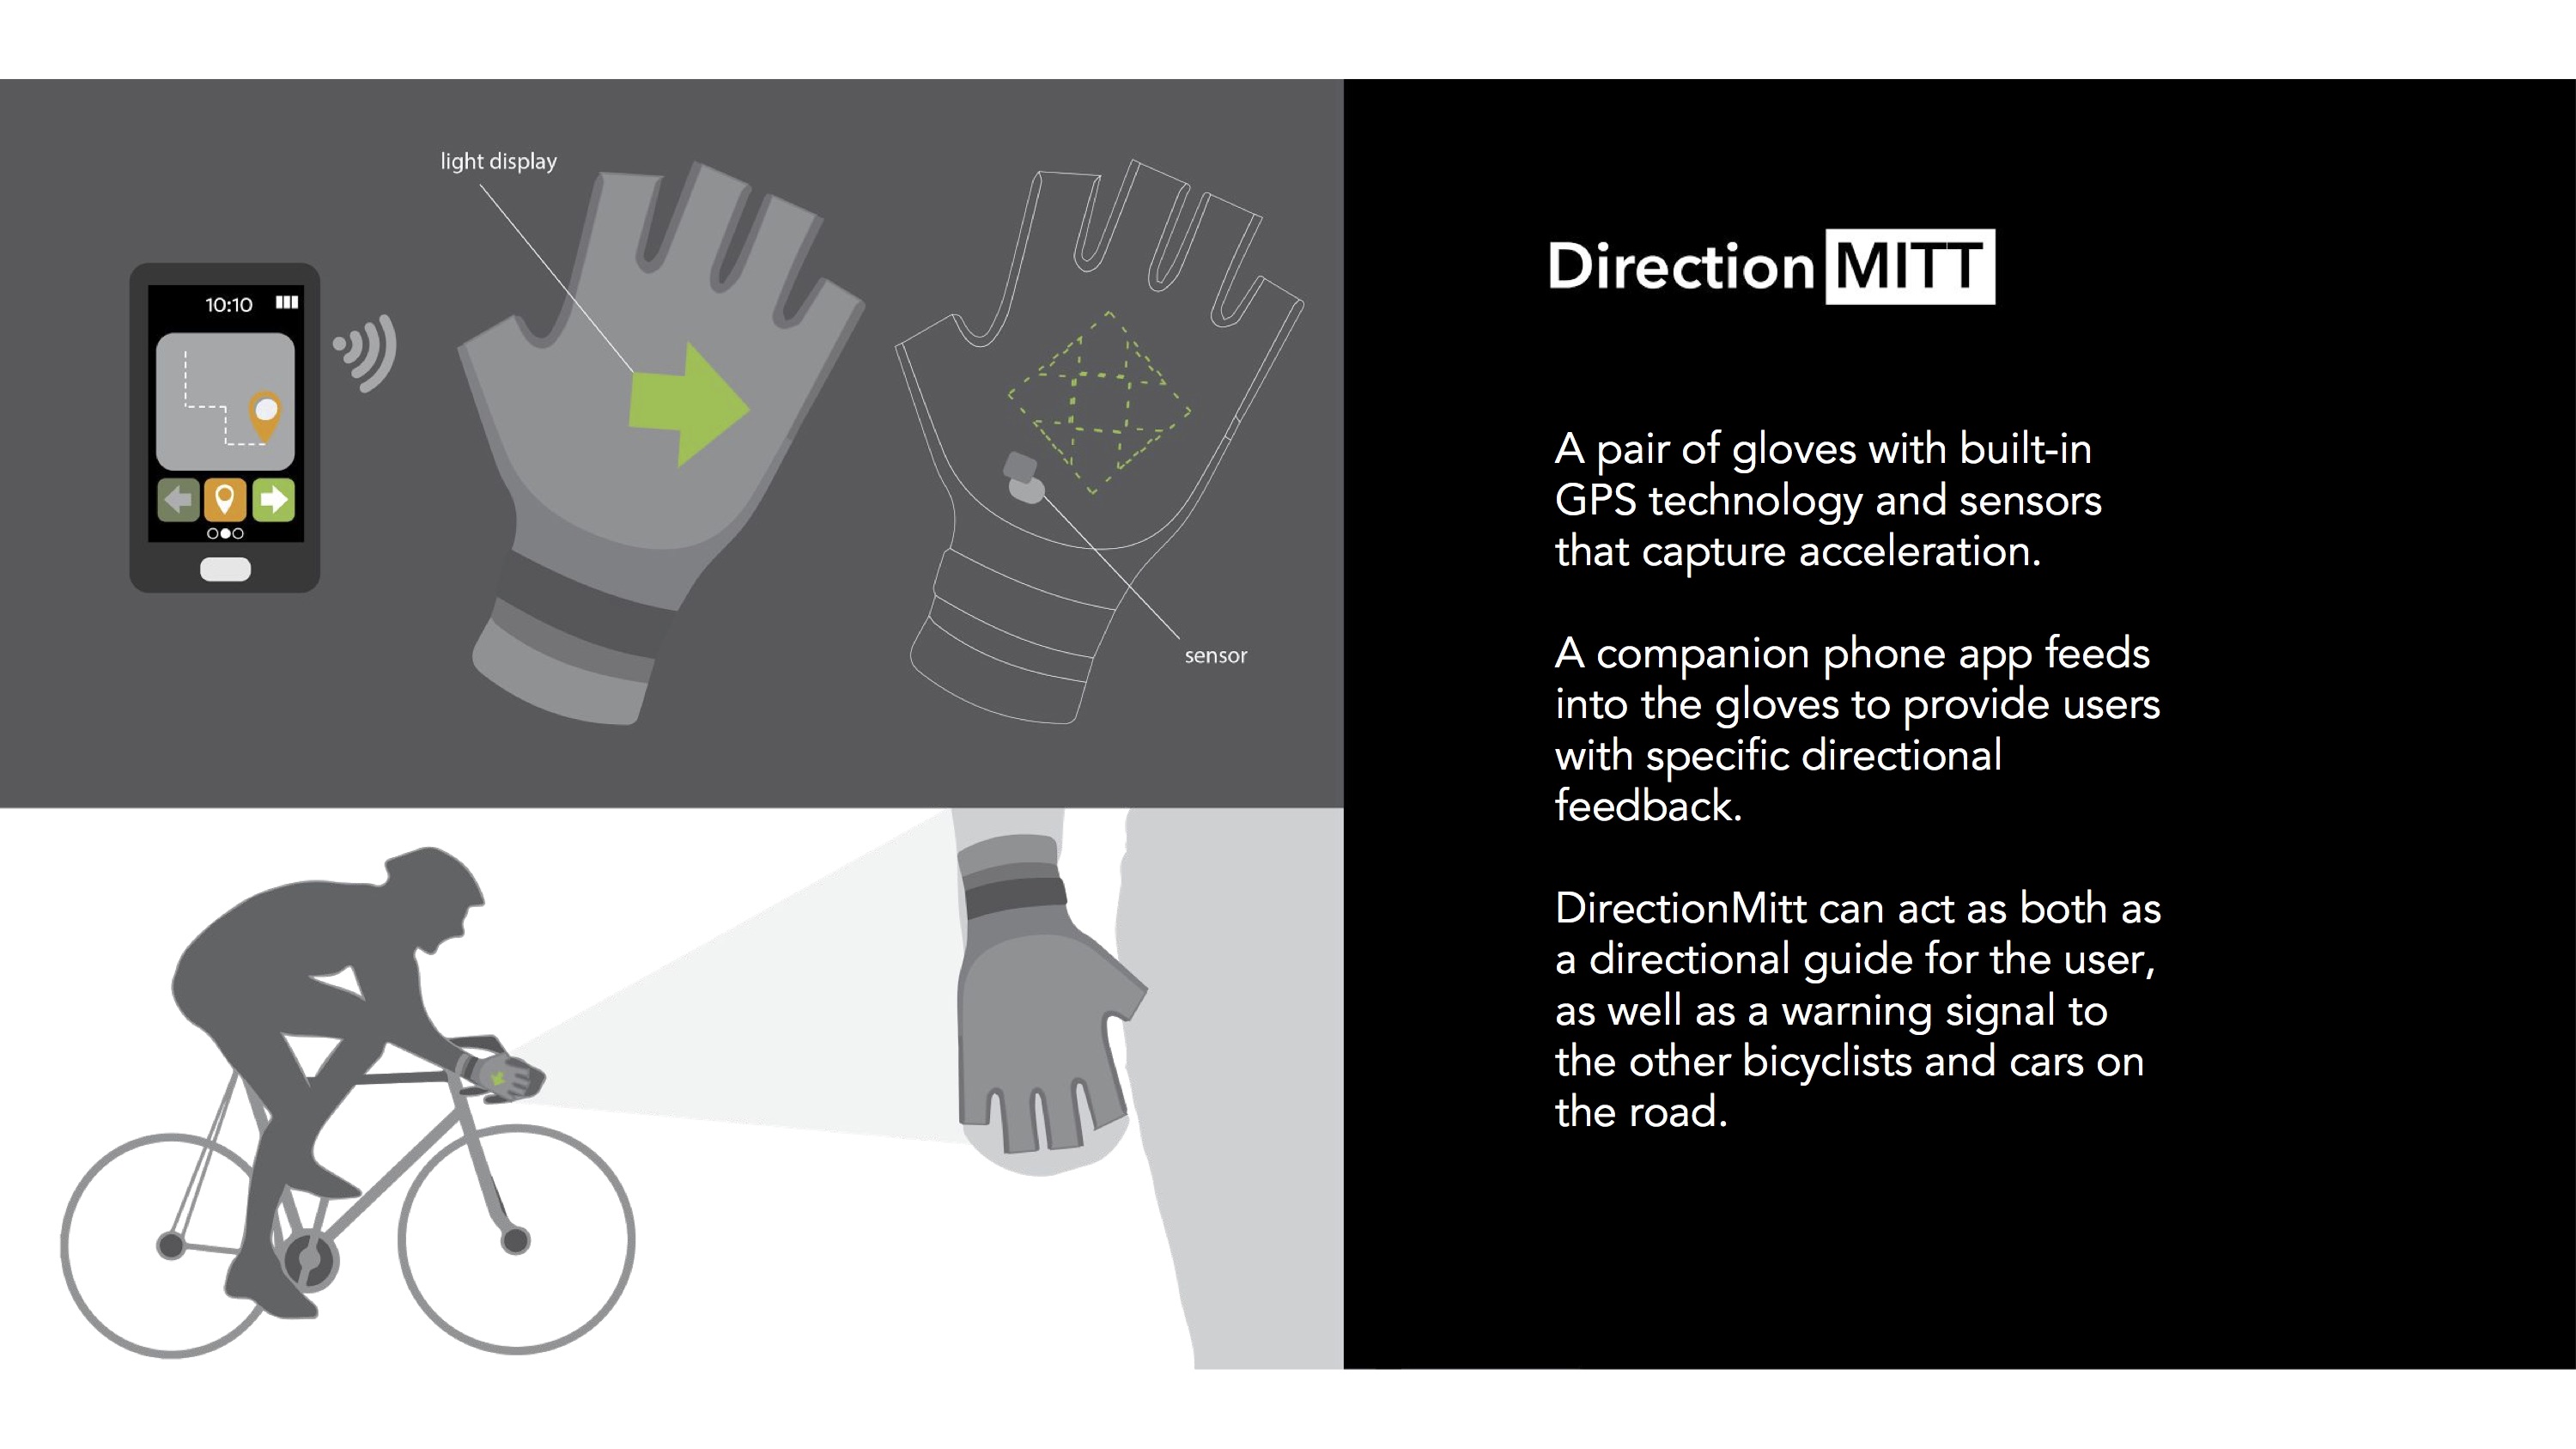 light display
10:10
sensor
Direction MITT
A pair of gloves with built-in
GPS technology and sensors
that capture acceleration.
A companion phone app feeds
into the gloves to provide users
with specific directional
feedback.
DirectionMitt can act as both as
a directional guide for the user,
as well as a warning signal to
the other bicyclists and cars on
the road.